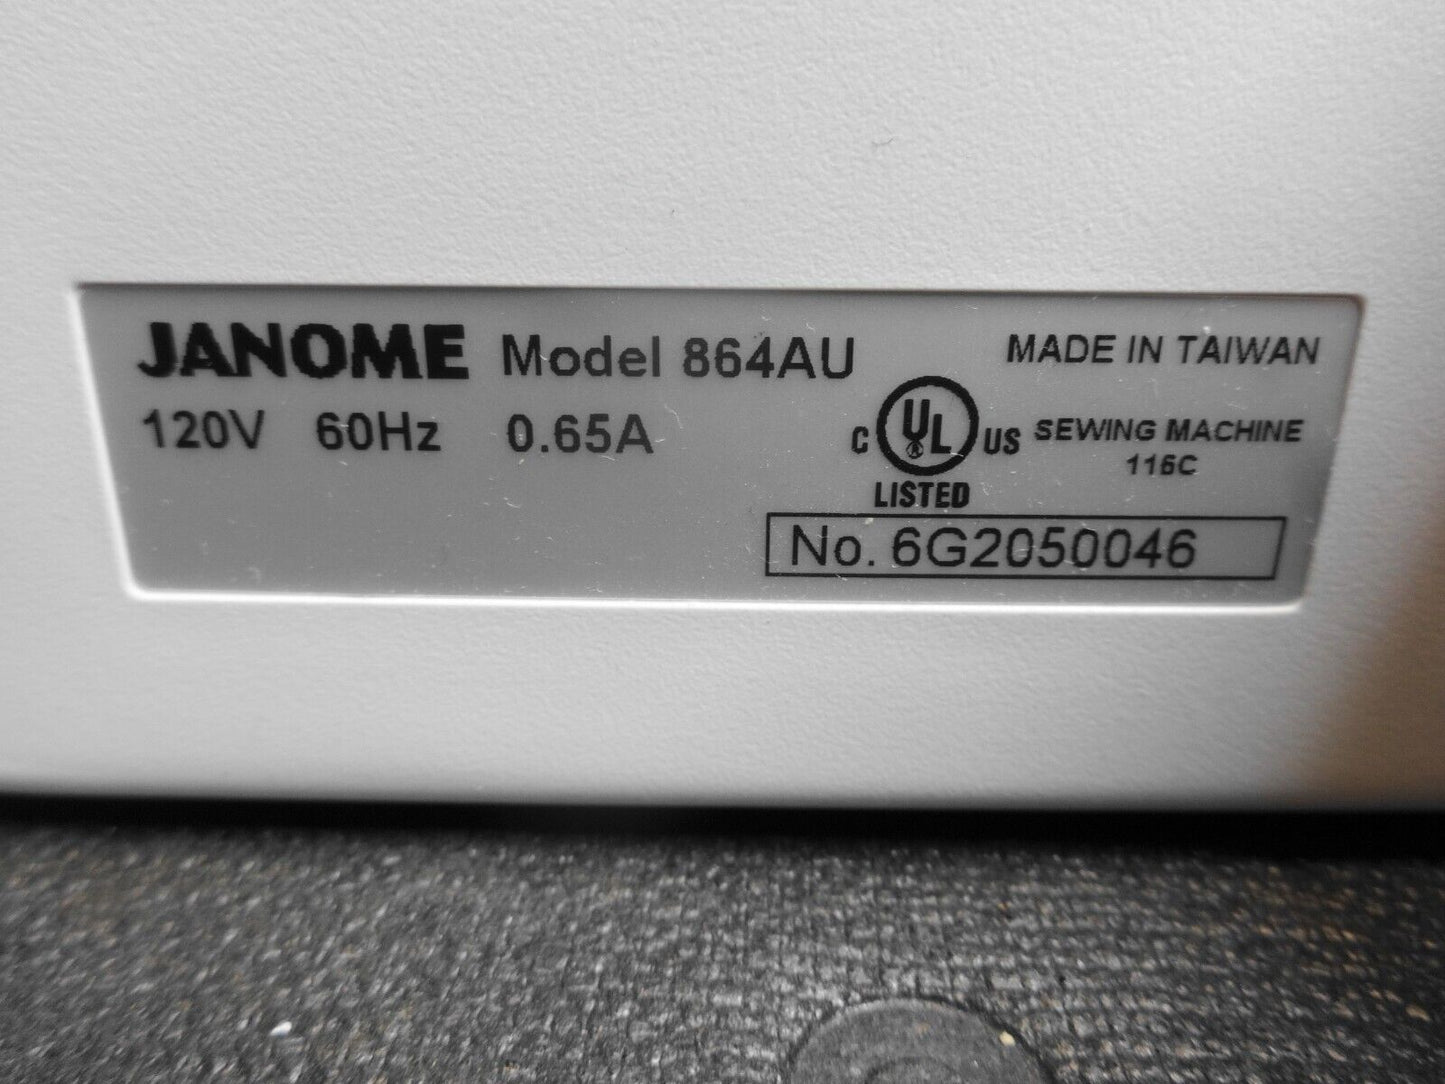 JANOME Model 864AU MADE IN TAIWAN
120V 60Hz 0.65A
C UL ® US SEWING MACHINE
116C
LISTED
No. 6G2050046